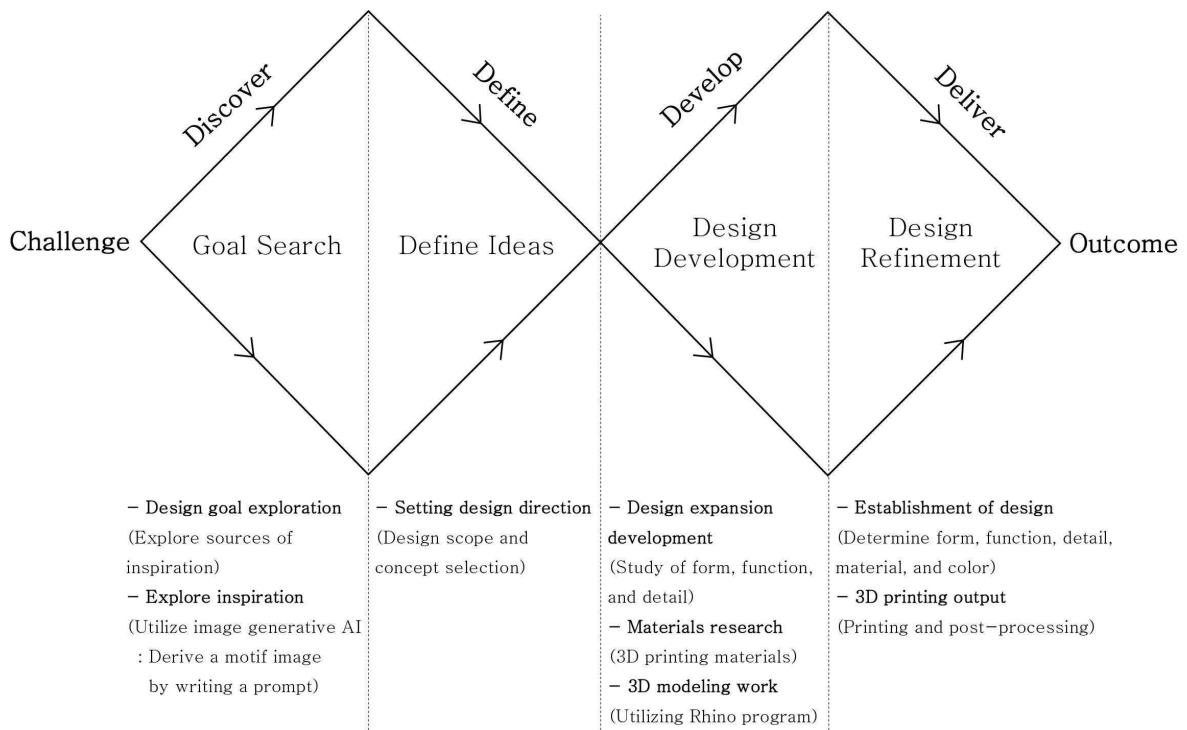 Discover
Define
Develop
Deliver
Challenge
Goal Search
Define Ideas
Design
Development
Design
Refinement
Outcome
– Design goal exploration
(Explore sources of
inspiration)
– Explore inspiration
(Utilize image generative AI
: Derive a motif image
by writing a prompt)
– Setting design direction
(Design scope and
concept selection)
– Design expansion
development
(Study of form, function,
and detail)
– Materials research
(3D printing materials)
– 3D modeling work
(Utilizing Rhino program)
– Establishment of design
(Determine form, function, detail,
material, and color)
– 3D printing output
(Printing and post–processing)